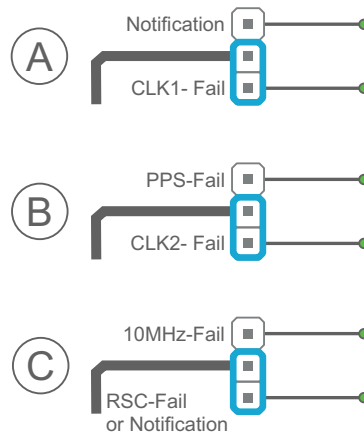 Notification
A
CLK1- Fail
PPS-Fail
B
CLK2- Fail
10MHz-Fail
C
RSC-Fail
or Notification